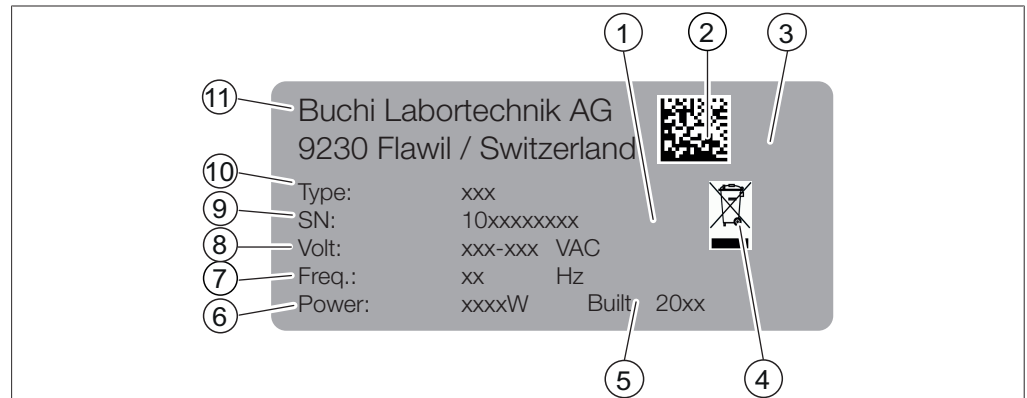 1 2 3
11 Buchi Labortechnik AG
9230 Flawil / Switzerland
10 Type: xxx
9 SN: 10xxxxxxxx
8 Volt: xxx-xxx VAC
7 Freq.: xx Hz
6 Power: xxxxW Built 20xx
5 4